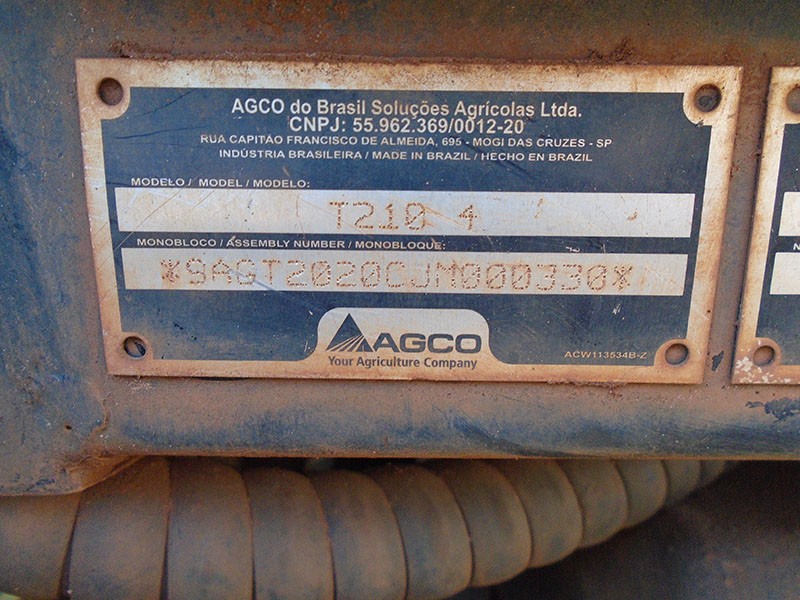 AGCO do Brasil Soluções Agrícolas Ltda.
CNPJ: 55.962.369/0012-20
RUA CAPITÃO FRANCISCO DE ALMEIDA, 695 - MOGI DAS CRUZES - SP
INDÚSTRIA BRASILEIRA / MADE IN BRAZIL / HECHO EN BRAZIL
MODELO / MODEL / MODELO:
T210 4
MONOBLOCO / ASSEMBLY NUMBER / MONOBLOQUE:
*9AGT2020CJM000330*
AGCO
Your Agriculture Company
ACW113534B-Z